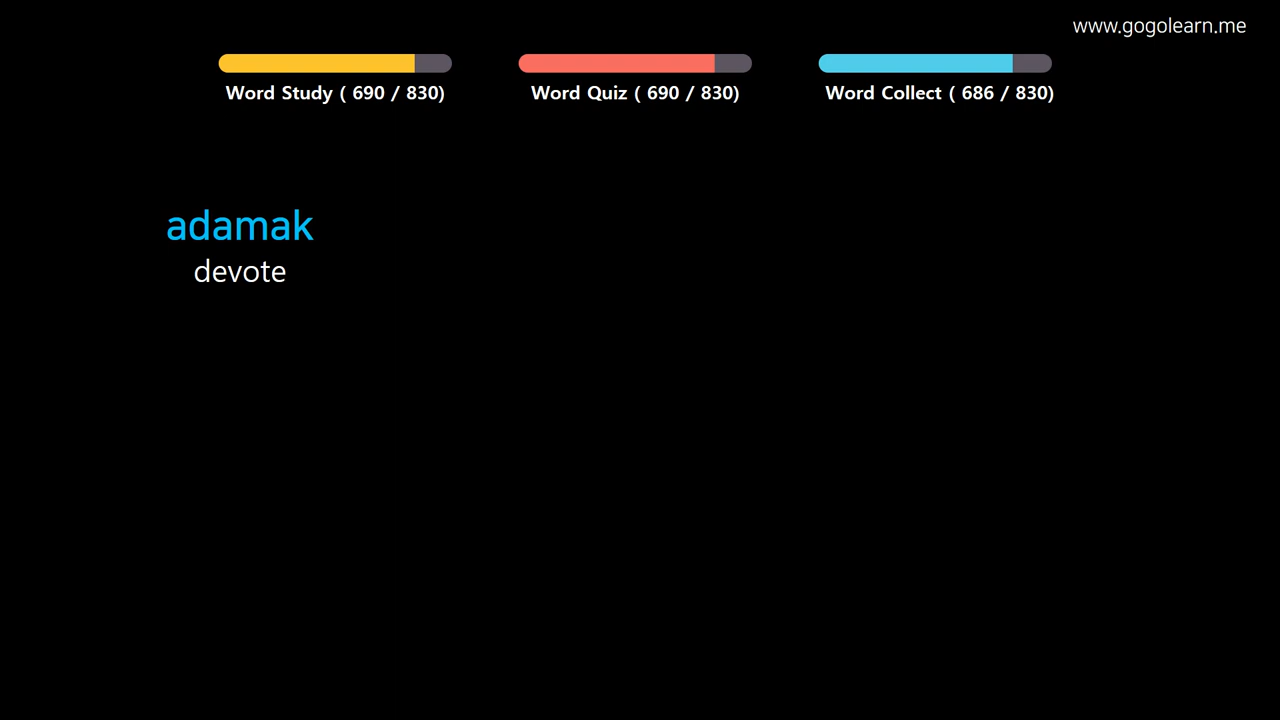 www.gogolearn.me
Word Study ( 690 / 830)
Word Quiz ( 690 / 830)
Word Collect ( 686 / 830)
adamak
devote